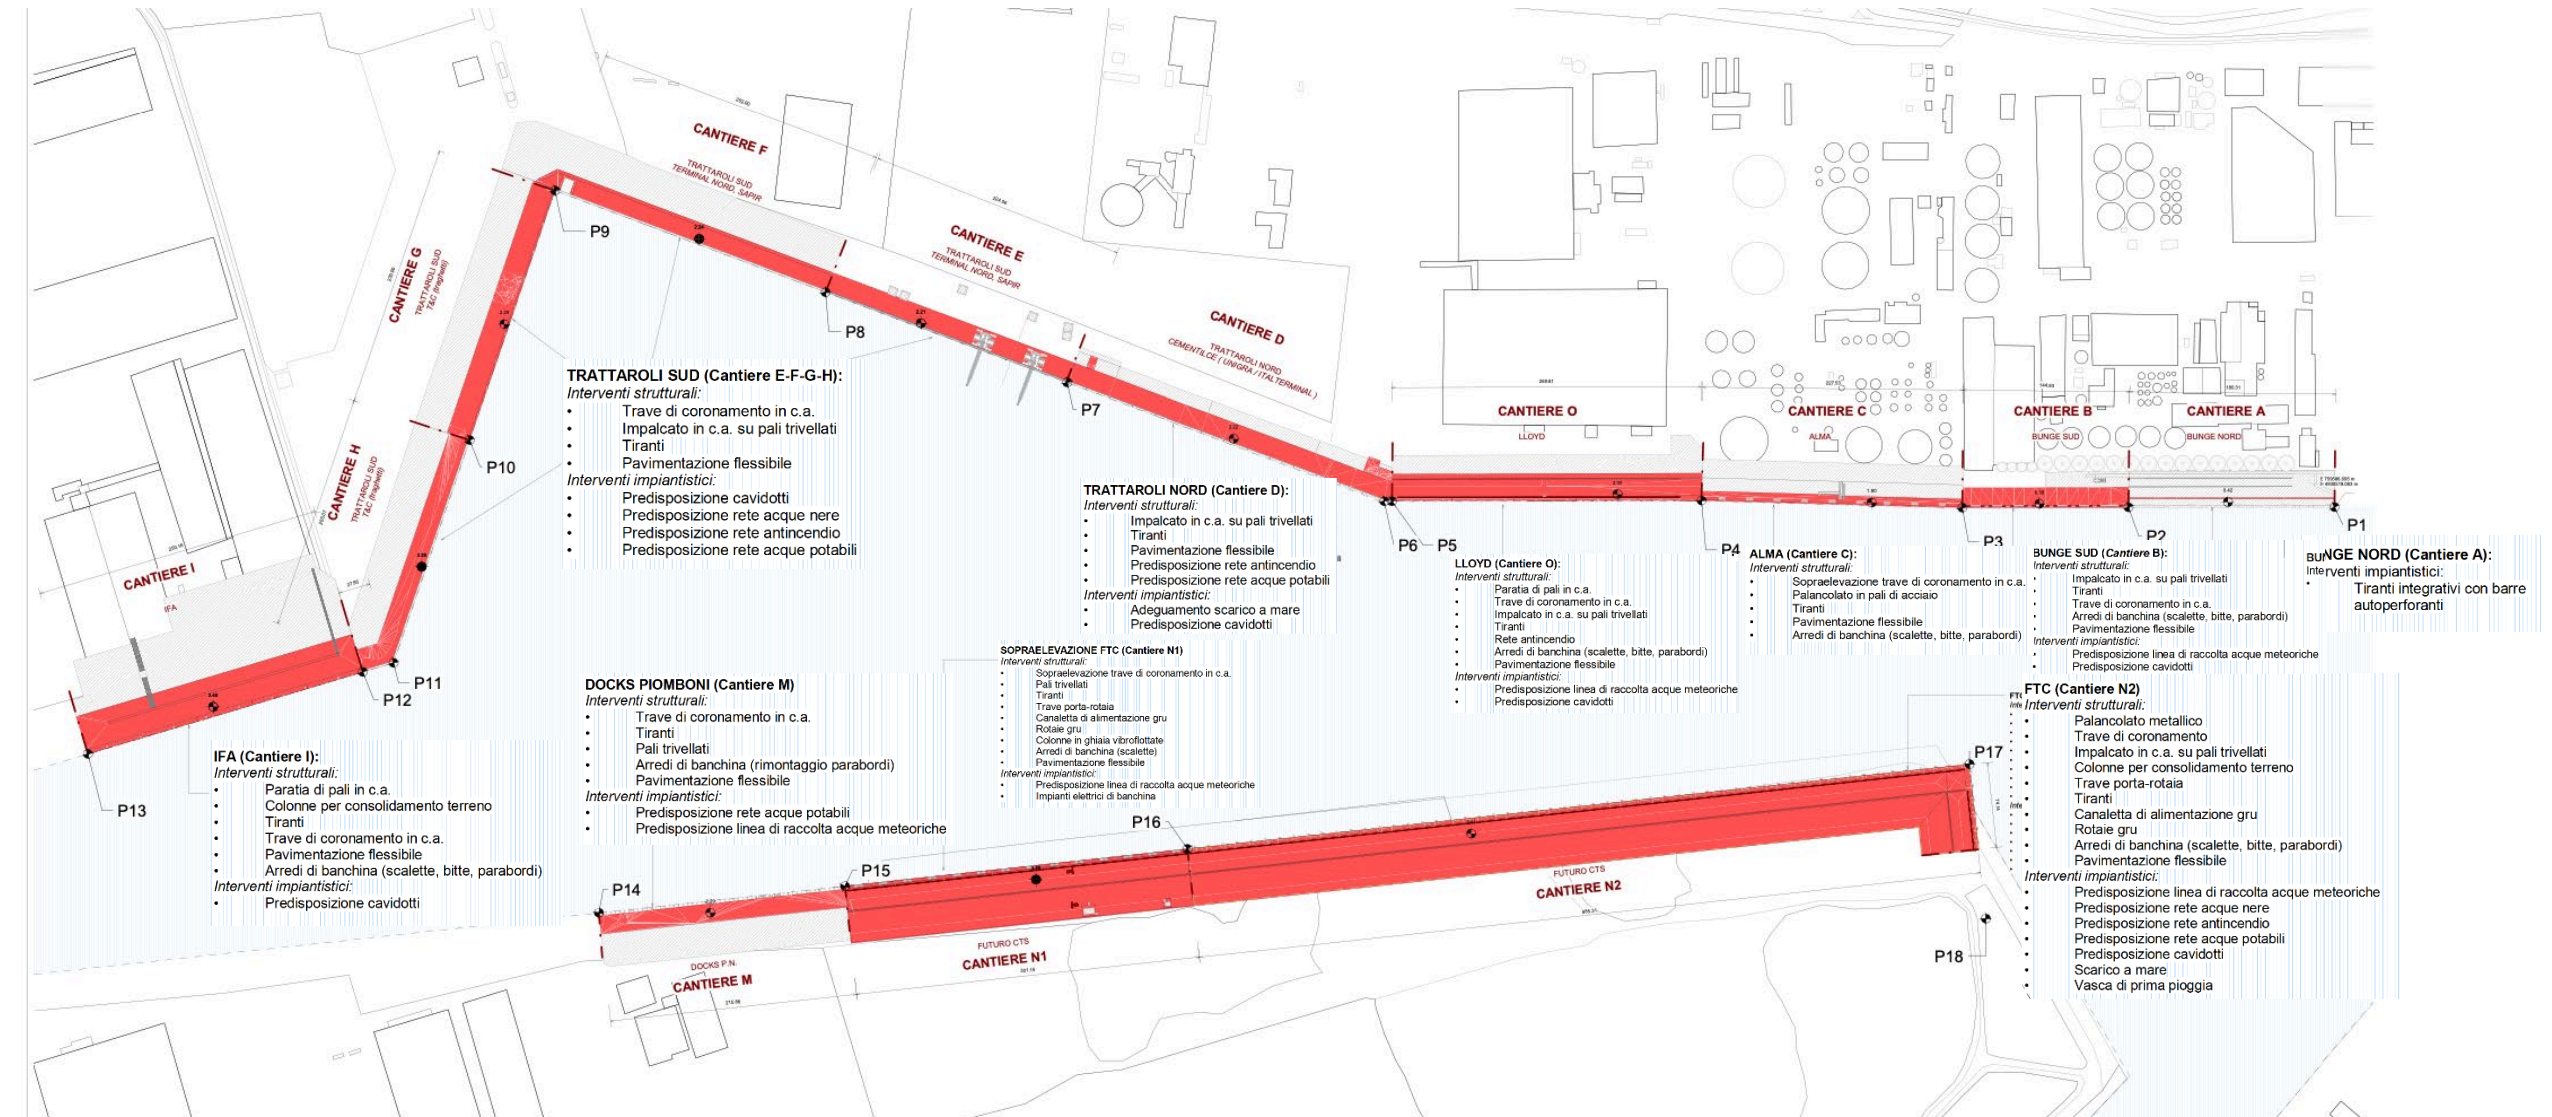 CANTIERE F
TRATTAROLI SUD
TERMINAL NORD, SAPIR
CANTIERE E
TRATTAROLI SUD
TERMINAL NORD, SAPIR
CANTIERE D
TRATTAROLI NORD
CEMENTILCE ( UNIGRA / ITALTERMINAL )
CANTIERE G
TRATTAROLI SUD
T&C (traghetti)
CANTIERE H
TRATTAROLI SUD
T&C (traghetti)
CANTIERE I
IFA
CANTIERE O
LLOYD
CANTIERE C
ALMA
CANTIERE B
BUNGE SUD
CANTIERE A
BUNGE NORD
P9
P8
P7
P10
P6
P5
P4
P3
P2
P1
P11
P12
P13
TRATTAROLI SUD (Cantiere E-F-G-H):
Interventi strutturali:
• Trave di coronamento in c.a.
• Impalcato in c.a. su pali trivellati
• Tiranti
• Pavimentazione flessibile
Interventi impiantistici:
• Predisposizione cavidotti
• Predisposizione rete acque nere
• Predisposizione rete antincendio
• Predisposizione rete acque potabili
TRATTAROLI NORD (Cantiere D):
Interventi strutturali:
• Impalcato in c.a. su pali trivellati
• Tiranti
• Pavimentazione flessibile
• Predisposizione rete antincendio
• Predisposizione rete acque potabili
Interventi impiantistici:
• Adeguamento scarico a mare
• Predisposizione cavidotti
LLOYD (Cantiere O):
Interventi strutturali:
• Paratia di pali in c.a.
• Trave di coronamento in c.a.
• Impalcato in c.a. su pali trivellati
• Tiranti
• Rete antincendio
• Arredi di banchina (scalette, bitte, parabordi)
• Pavimentazione flessibile
Interventi impiantistici:
• Predisposizione linea di raccolta acque meteoriche
• Predisposizione cavidotti
ALMA (Cantiere C):
Interventi strutturali:
• Sopraelevazione trave di coronamento in c.a.
• Palancolato in pali di acciaio
• Tiranti
• Pavimentazione flessibile
• Arredi di banchina (scalette, bitte, parabordi)
BUNGE SUD (Cantiere B):
Interventi strutturali:
• Impalcato in c.a. su pali trivellati
• Tiranti
• Trave di coronamento in c.a.
• Arredi di banchina (scalette, bitte, parabordi)
• Pavimentazione flessibile
Interventi impiantistici:
• Predisposizione linea di raccolta acque meteoriche
• Predisposizione cavidotti
BUNGE NORD (Cantiere A):
Interventi impiantistici:
• Tiranti integrativi con barre
autoperforanti
SOPRAELEVAZIONE FTC (Cantiere N1)
Interventi strutturali:
• Sopraelevazione trave di coronamento in c.a.
• Pali trivellati
• Tiranti
• Trave porta-rotaia
• Canaletta di alimentazione gru
• Rotaie gru
• Colonne in ghiaia vibroflottate
• Arredi di banchina (scalette)
• Pavimentazione flessibile
Interventi impiantistici:
• Predisposizione linea di raccolta acque meteoriche
• Impianti elettrici di banchina
DOCKS PIOMBONI (Cantiere M)
Interventi strutturali:
• Trave di coronamento in c.a.
• Tiranti
• Pali trivellati
• Arredi di banchina (rimontaggio parabordi)
• Pavimentazione flessibile
Interventi impiantistici:
• Predisposizione rete acque potabili
• Predisposizione linea di raccolta acque meteoriche
IFA (Cantiere I):
Interventi strutturali:
• Paratia di pali in c.a.
• Colonne per consolidamento terreno
• Tiranti
• Trave di coronamento in c.a.
• Pavimentazione flessibile
• Arredi di banchina (scalette, bitte, parabordi)
Interventi impiantistici:
• Predisposizione cavidotti
FTC (Cantiere N2)
Interventi strutturali:
• Palancolato metallico
• Trave di coronamento
• Impalcato in c.a. su pali trivellati
• Colonne per consolidamento terreno
• Trave porta-rotaia
• Tiranti
• Canaletta di alimentazione gru
• Rotaie gru
• Arredi di banchina (scalette, bitte, parabordi)
• Pavimentazione flessibile
Interventi impiantistici:
• Predisposizione linea di raccolta acque meteoriche
• Predisposizione rete acque nere
• Predisposizione rete antincendio
• Predisposizione rete acque potabili
• Predisposizione cavidotti
• Scarico a mare
• Vasca di prima pioggia
P14
P15
P16
P17
P18
DOCKS P.N.
CANTIERE M
FUTURO CTS
CANTIERE N1
FUTURO CTS
CANTIERE N2